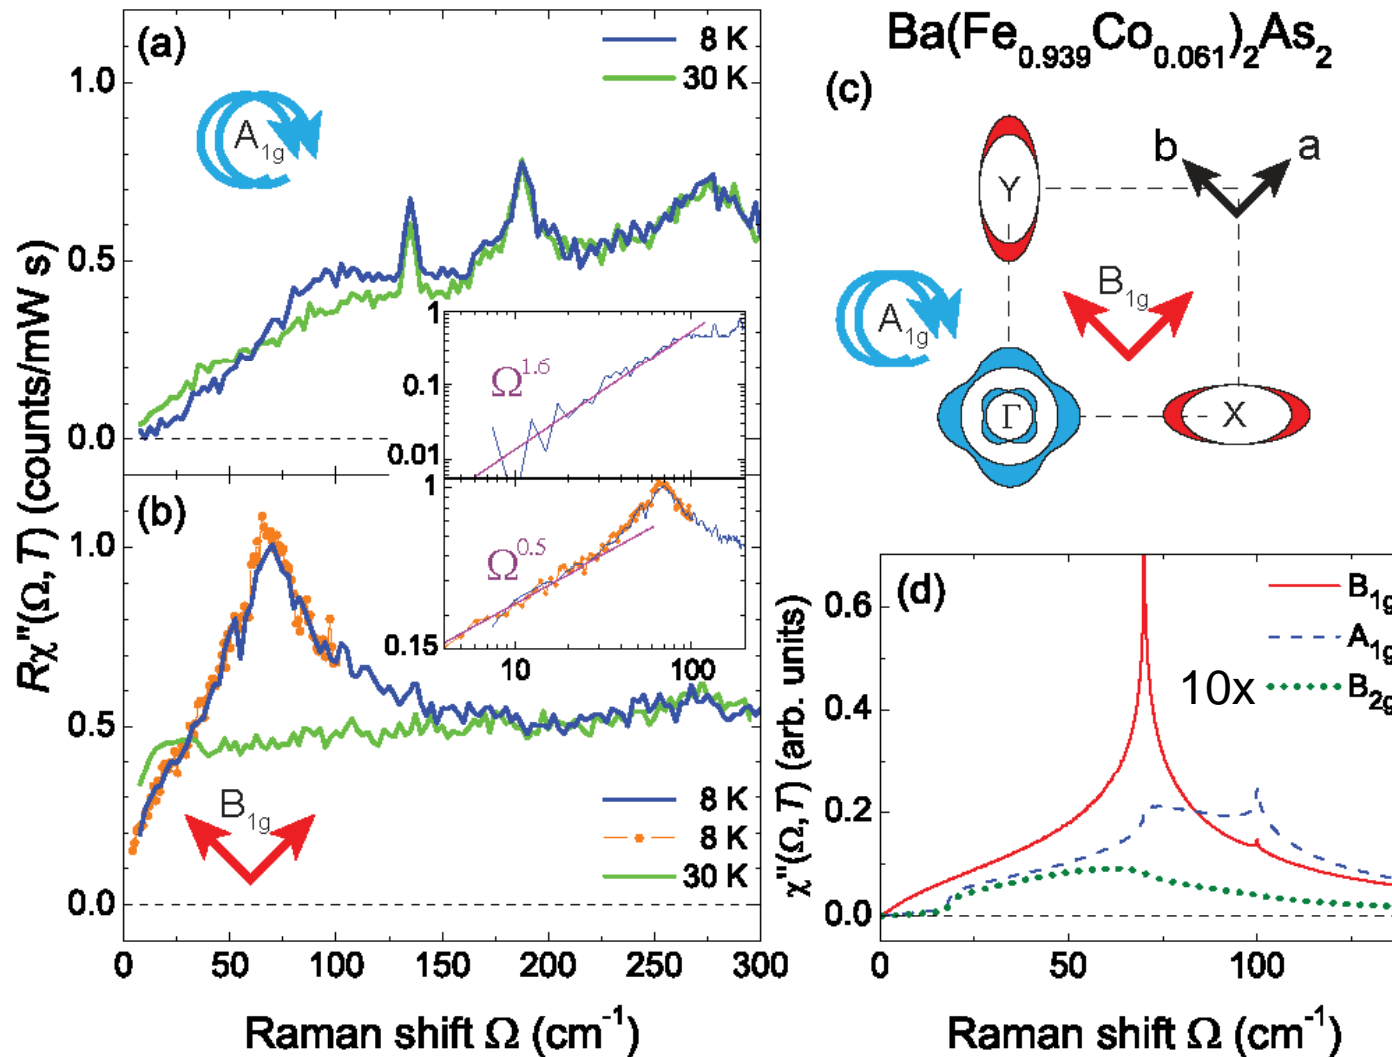 Ba(Fe0.939Co0.061)2As2
(a)
8 K
30 K
A1g
1.0
0.5
0.0
1
0.1
0.01
Ω^1.6
Rχ''(Ω, T) (counts/mW s)
(b)
1.0
0.5
0.0
1
0.15
10
100
Ω^0.5
B1g
8 K
8 K
30 K
0
50
100
150
200
250
300
Raman shift Ω (cm^-1)
(c)
Y
b
a
A1g
B1g
Γ
X
(d)
B1g
A1g
10x
B2g
0.6
0.4
0.2
0.0
χ''(Ω, T) (arb. units)
0
50
100
Raman shift Ω (cm^-1)